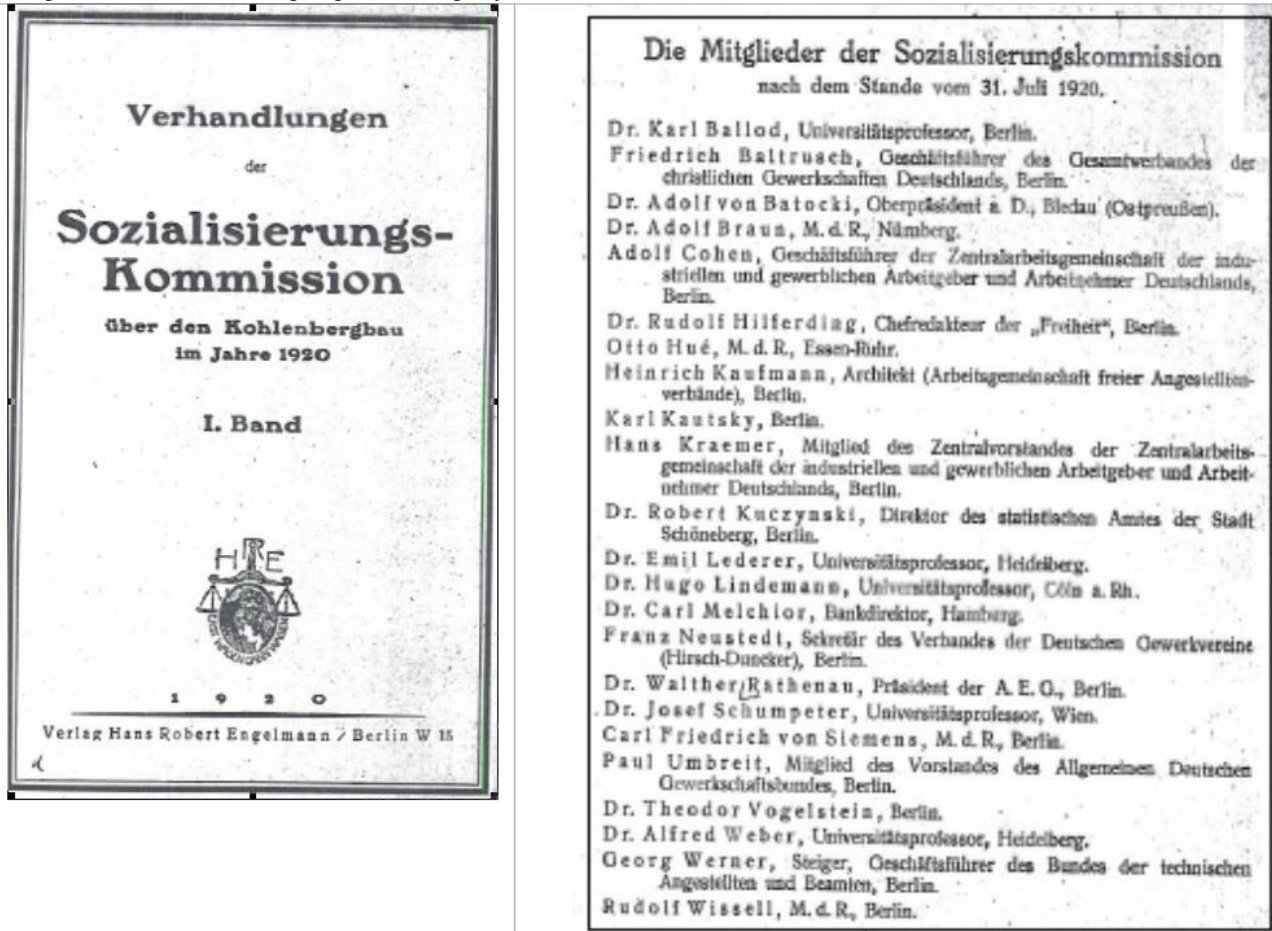 Verhandlungen
der
Sozialisierungs-
Kommission
über den Kohlenbergbau
im Jahre 1920
I. Band
HRE
1920
Verlag Hans Robert Engelmann / Berlin W 15
Die Mitglieder der Sozialisierungskommission
nach dem Stande vom 31. Juli 1920.
Dr. Karl Ballod, Universitätsprofessor, Berlin.
Friedrich Baltrusch, Geschäftsführer des Gesamtverbandes der
christlichen Gewerkschaften Deutschlands, Berlin.
Dr. Adolf von Batocki, Oberpräsident a. D., Bledau (Ostpreußen).
Dr. Adolf Braun, M. d. R., Nürnberg.
Adolf Cohen, Geschäftsführer der Zentralarbeitsgemeinschaft der indu-
striellen und gewerblichen Arbeitgeber und Arbeitnehmer Deutschlands,
Berlin.
Dr. Rudolf Hilferding, Chefredakteur der „Freiheit“, Berlin.
Otto Hué, M. d. R., Essen-Ruhr.
Heinrich Kaufmann, Architekt (Arbeitsgemeinschaft freier Angestellten-
verbände), Berlin.
Karl Kautsky, Berlin.
Hans Kraemer, Mitglied des Zentralvorstandes der Zentralarbeits-
gemeinschaft der industriellen und gewerblichen Arbeitgeber und Arbeit-
nehmer Deutschlands, Berlin.
Dr. Robert Kuczynski, Direktor des statistischen Amtes der Stadt
Schöneberg, Berlin.
Dr. Emil Lederer, Universitätsprofessor, Heidelberg.
Dr. Hugo Lindemann, Universitätsprofessor, Cöln a. Rh.
Dr. Carl Melchior, Bankdirektor, Hamburg.
Franz Neustedt, Sekretär des Verbandes der Deutschen Gewerkvereine
(Hirsch-Duncker), Berlin.
Dr. Walther Rathenau, Präsident der A. E. G., Berlin.
Dr. Josef Schumpeter, Universitätsprofessor, Wien.
Carl Friedrich von Siemens, M. d. R., Berlin.
Paul Umbreit, Mitglied des Vorstandes des Allgemeinen Deutschen
Gewerkschaftsbundes, Berlin.
Dr. Theodor Vogelstein, Berlin.
Dr. Alfred Weber, Universitätsprofessor, Heidelberg.
Georg Werner, Steiger, Geschäftsführer des Bundes der technischen
Angestellten und Beamten, Berlin.
Rudolf Wissell, M. d. R., Berlin.